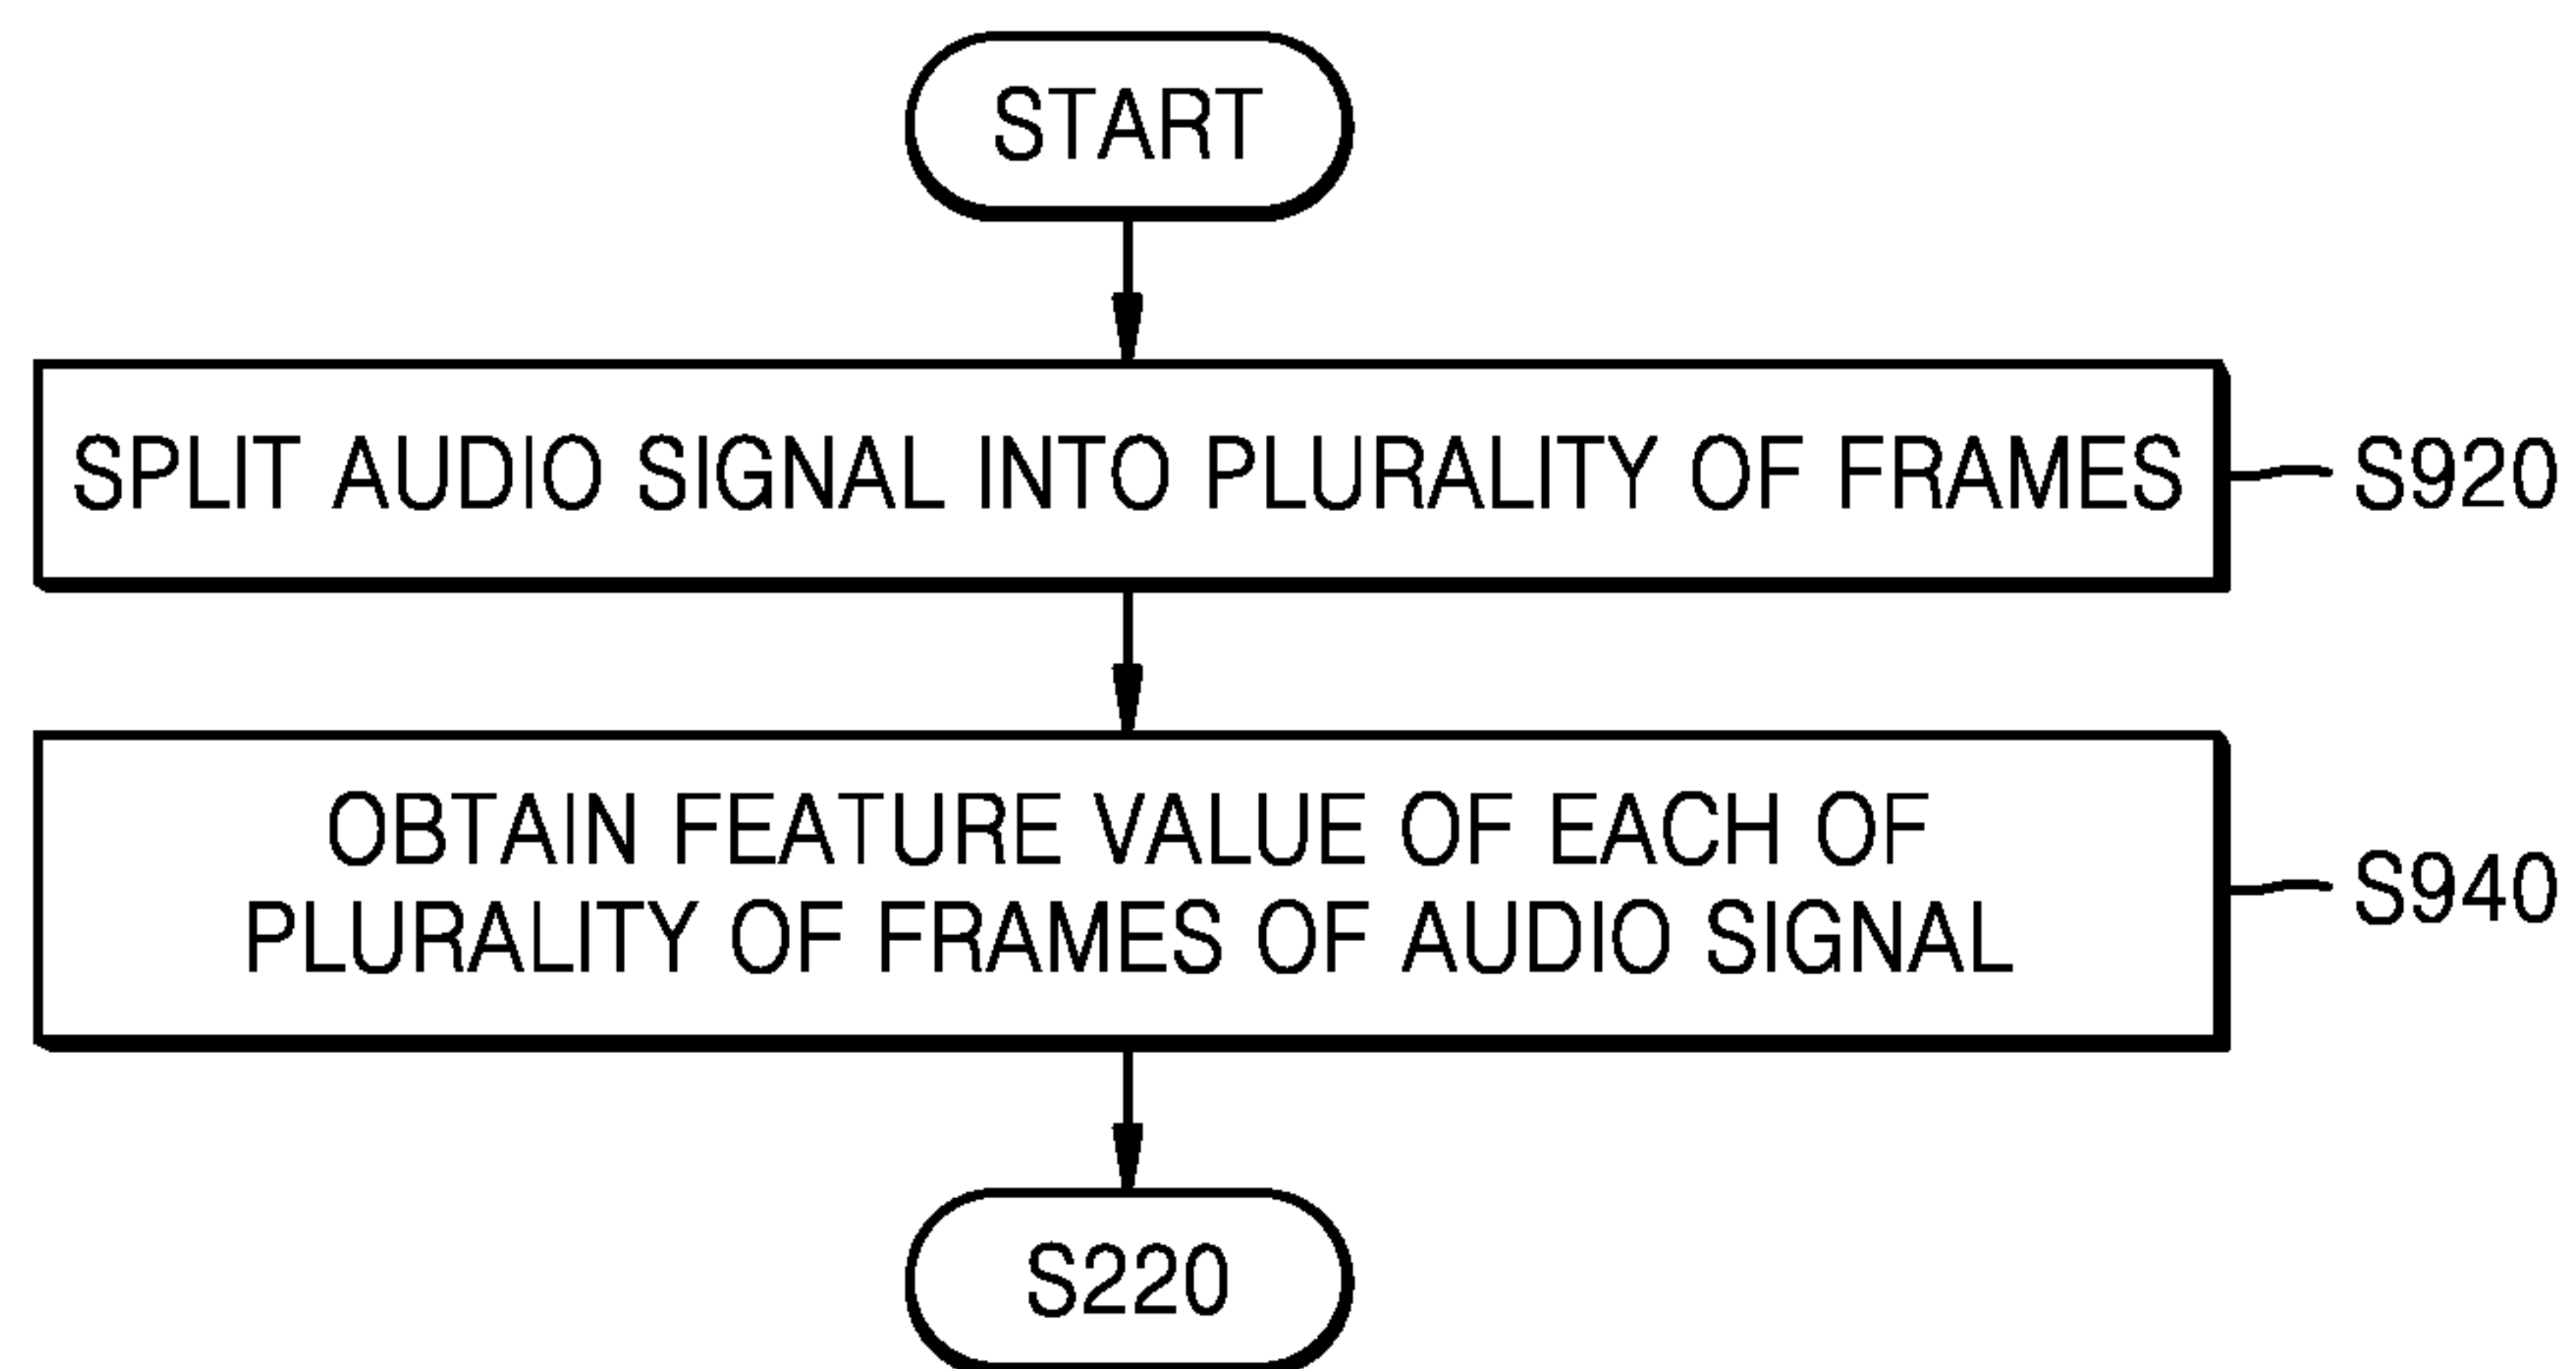 START
SPLIT AUDIO SIGNAL INTO PLURALITY OF FRAMES
S920
OBTAIN FEATURE VALUE OF EACH OF
PLURALITY OF FRAMES OF AUDIO SIGNAL
S940
S220